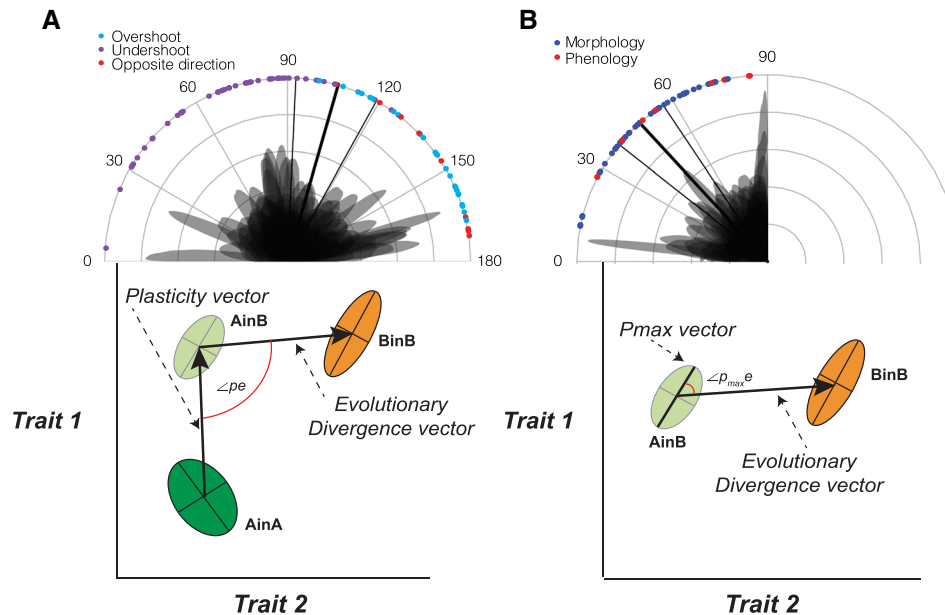 A
Overshoot
Undershoot
Opposite direction
0
30
60
90
120
150
180
Plasticity vector
AinB
BinB
∠pe
Evolutionary
Divergence vector
AinA
Trait 1
Trait 2
B
Morphology
Phenology
0
30
60
90
Pmax vector
∠pmaxe
BinB
AinB
Evolutionary
Divergence vector
Trait 1
Trait 2